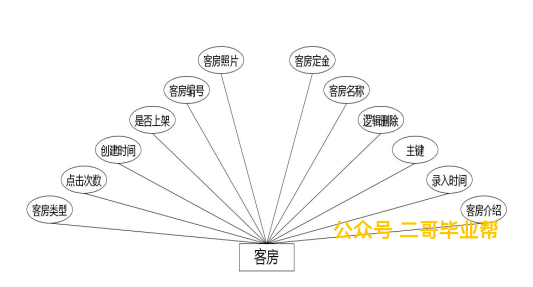 客房照片 客房定金
客房编号 客房名称
是否上架 逻辑删除
创建时间 主键
点击次数 录入时间
客房类型 客房介绍
公众号 二哥毕业帮
客房